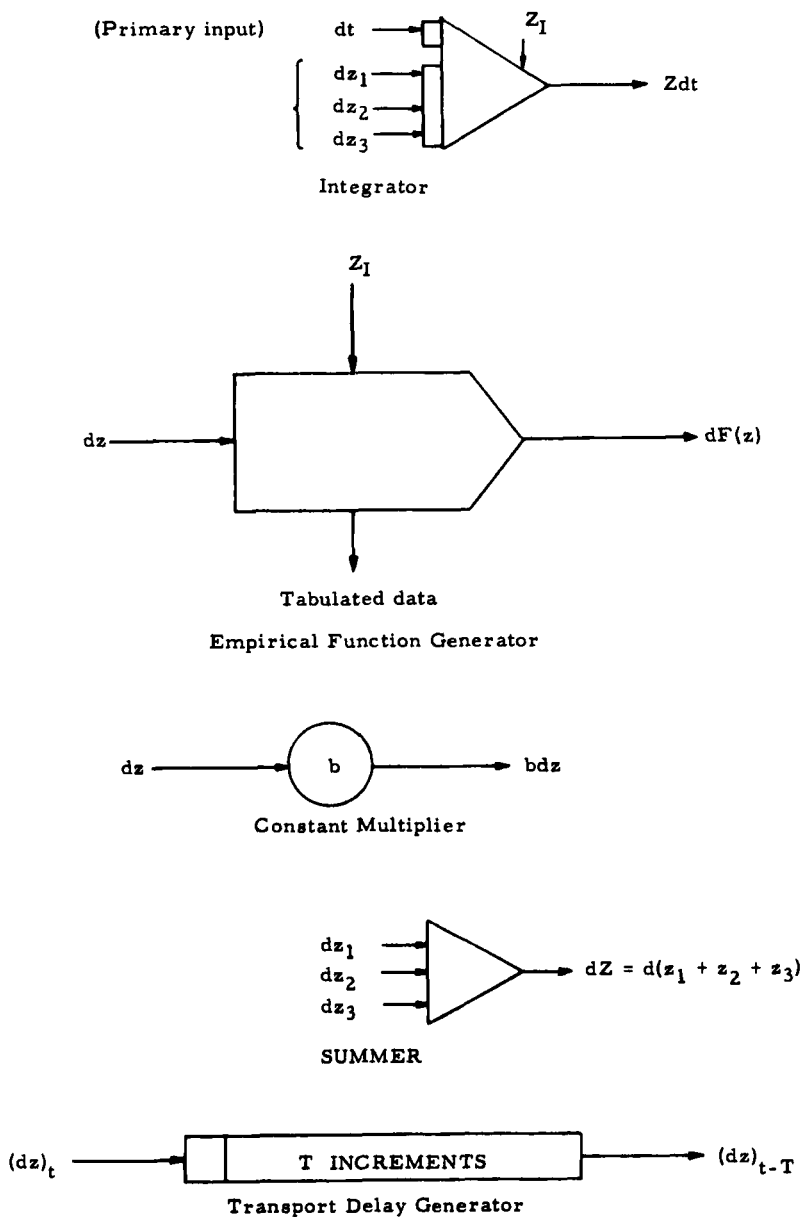 (Primary input) dt Z_I
dz_1
Zdt
dz_2
dz_3
Integrator
Z_I
dz
dF(z)
Tabulated data
Empirical Function Generator
dz
b
bdz
Constant Multiplier
dz_1
dz_2
dZ = d(z_1 + z_2 + z_3)
dz_3
SUMMER
(dz)_t
T INCREMENTS
(dz)_{t-T}
Transport Delay Generator